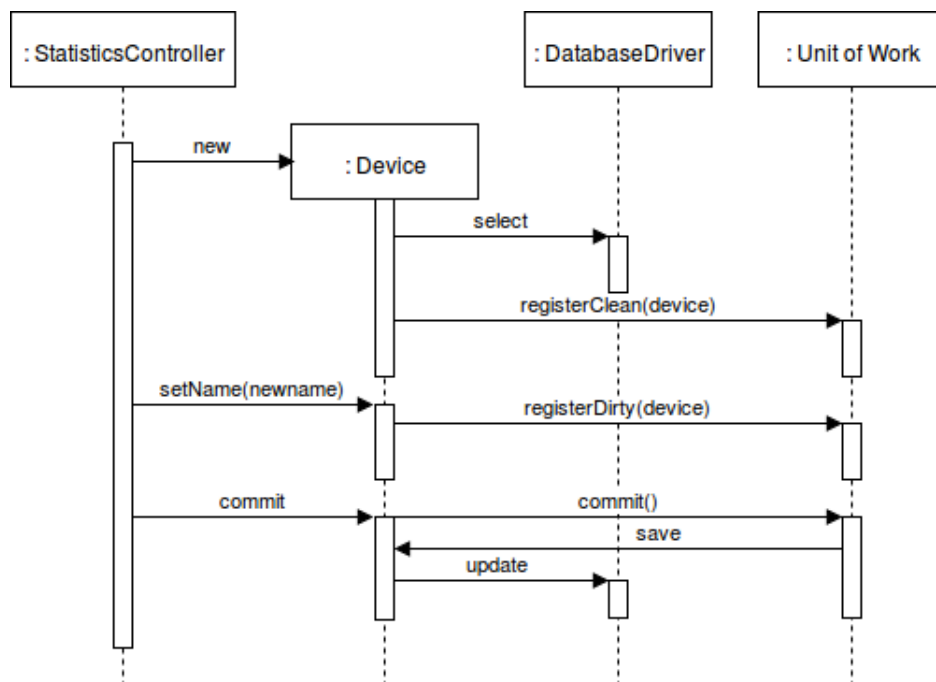 : StatisticsController
: DatabaseDriver
: Unit of Work
new
: Device
select
registerClean(device)
setName(newname)
registerDirty(device)
commit
commit()
save
update